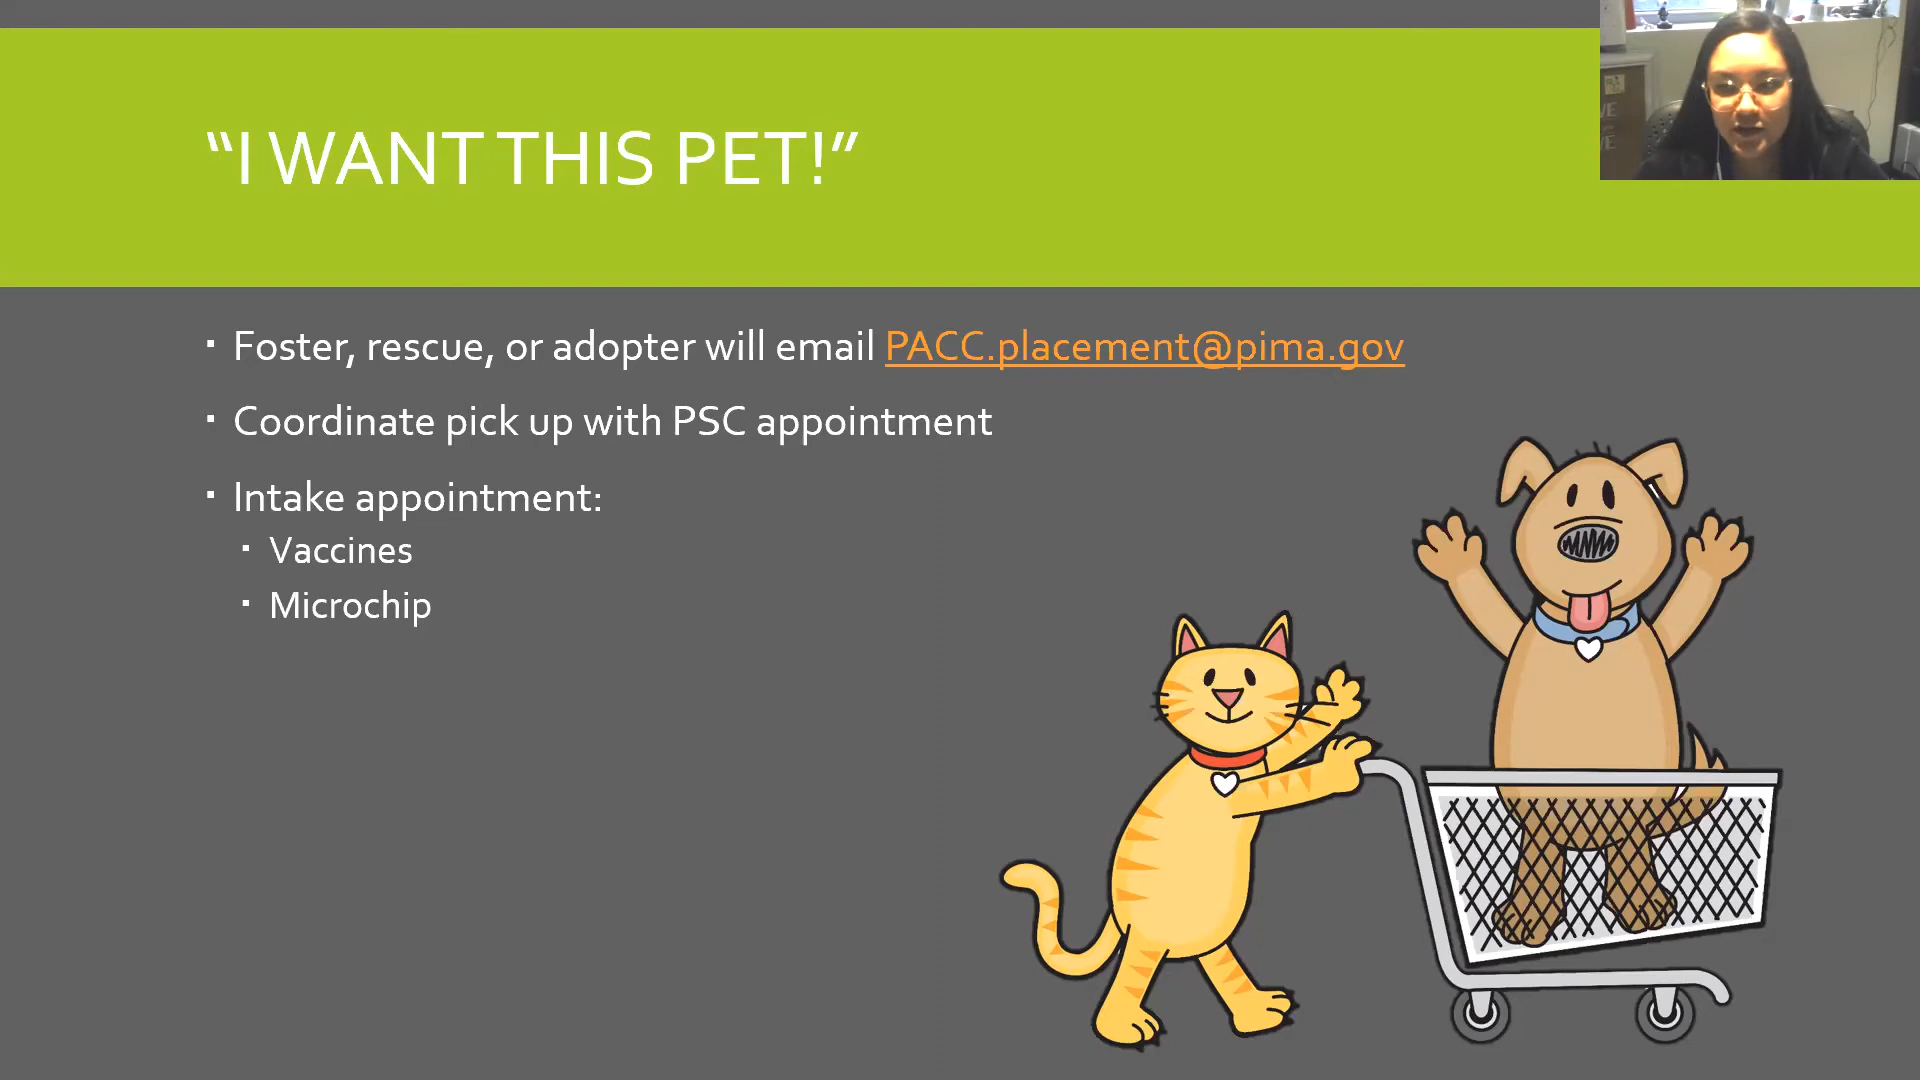 “I WANT THIS PET!”
Foster, rescue, or adopter will email PACC.placement@pima.gov
Coordinate pick up with PSC appointment
Intake appointment:
Vaccines
Microchip